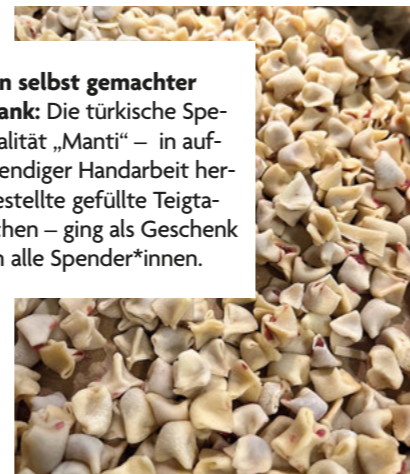 n selbst gemachter
ank: Die türkische Spe-
alität „Manti“ – in auf-
endiger Handarbeit her-
estellte gefüllte Teigta-
chen – ging als Geschenk
n alle Spender*innen.